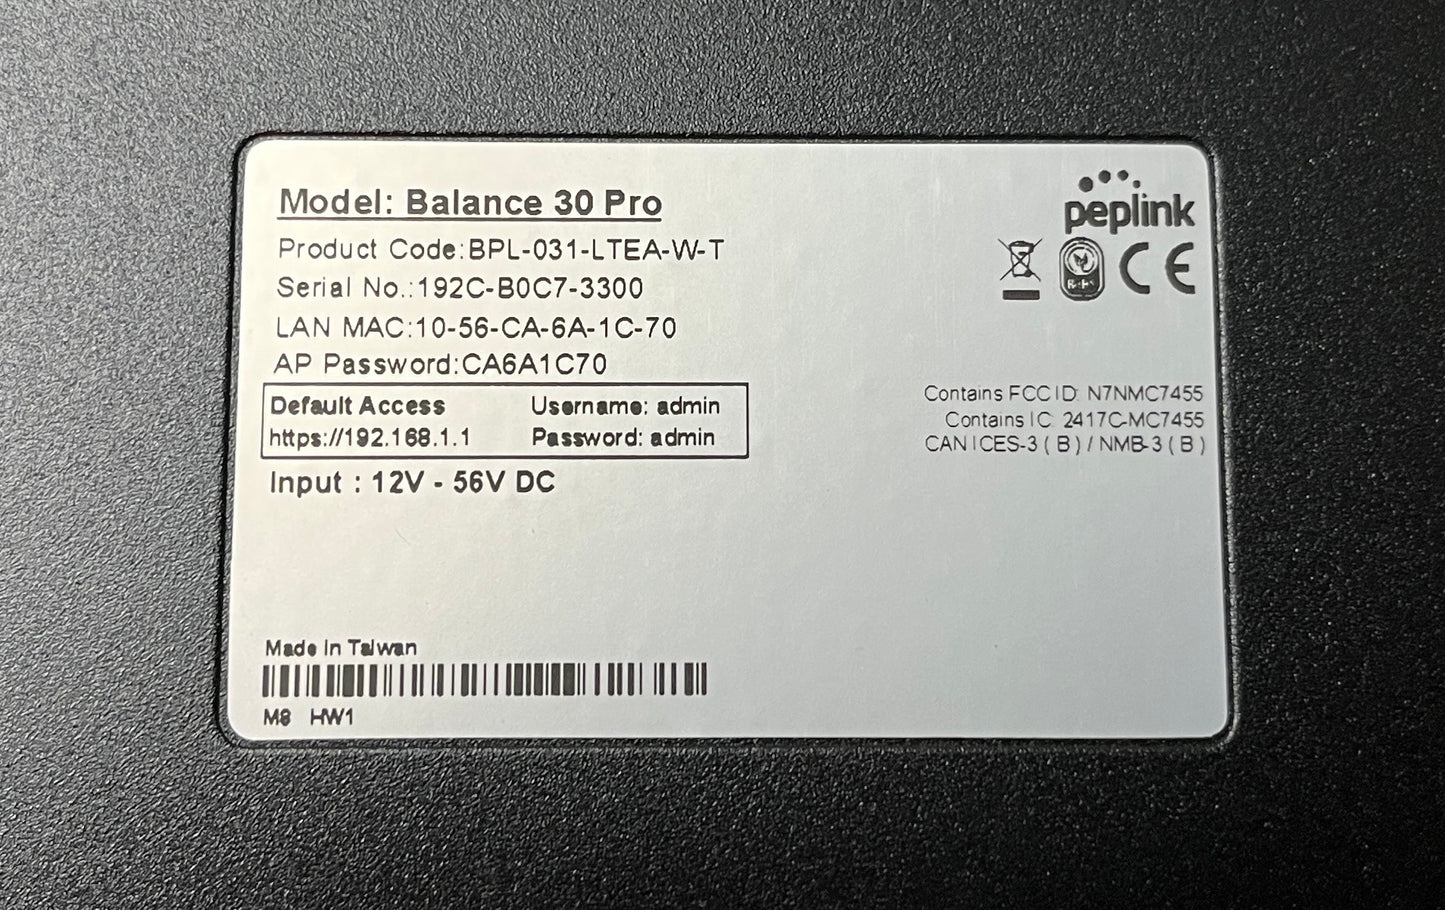 Model: Balance 30 Pro
peplink
Product Code:BPL-031-LTEA-W-T
Serial No.:192C-B0C7-3300
LAN MAC:10-56-CA-6A-1C-70
AP Password:CA6A1C70
Default Access Username: admin
https://192.168.1.1 Password: admin
Input : 12V - 56V DC
CE
Contains FCC ID: N7NMC7455
Contains IC: 2417C-MC7455
CAN ICES-3 ( B ) / NMB-3 ( B )
Made In Taiwan
M8 HW1